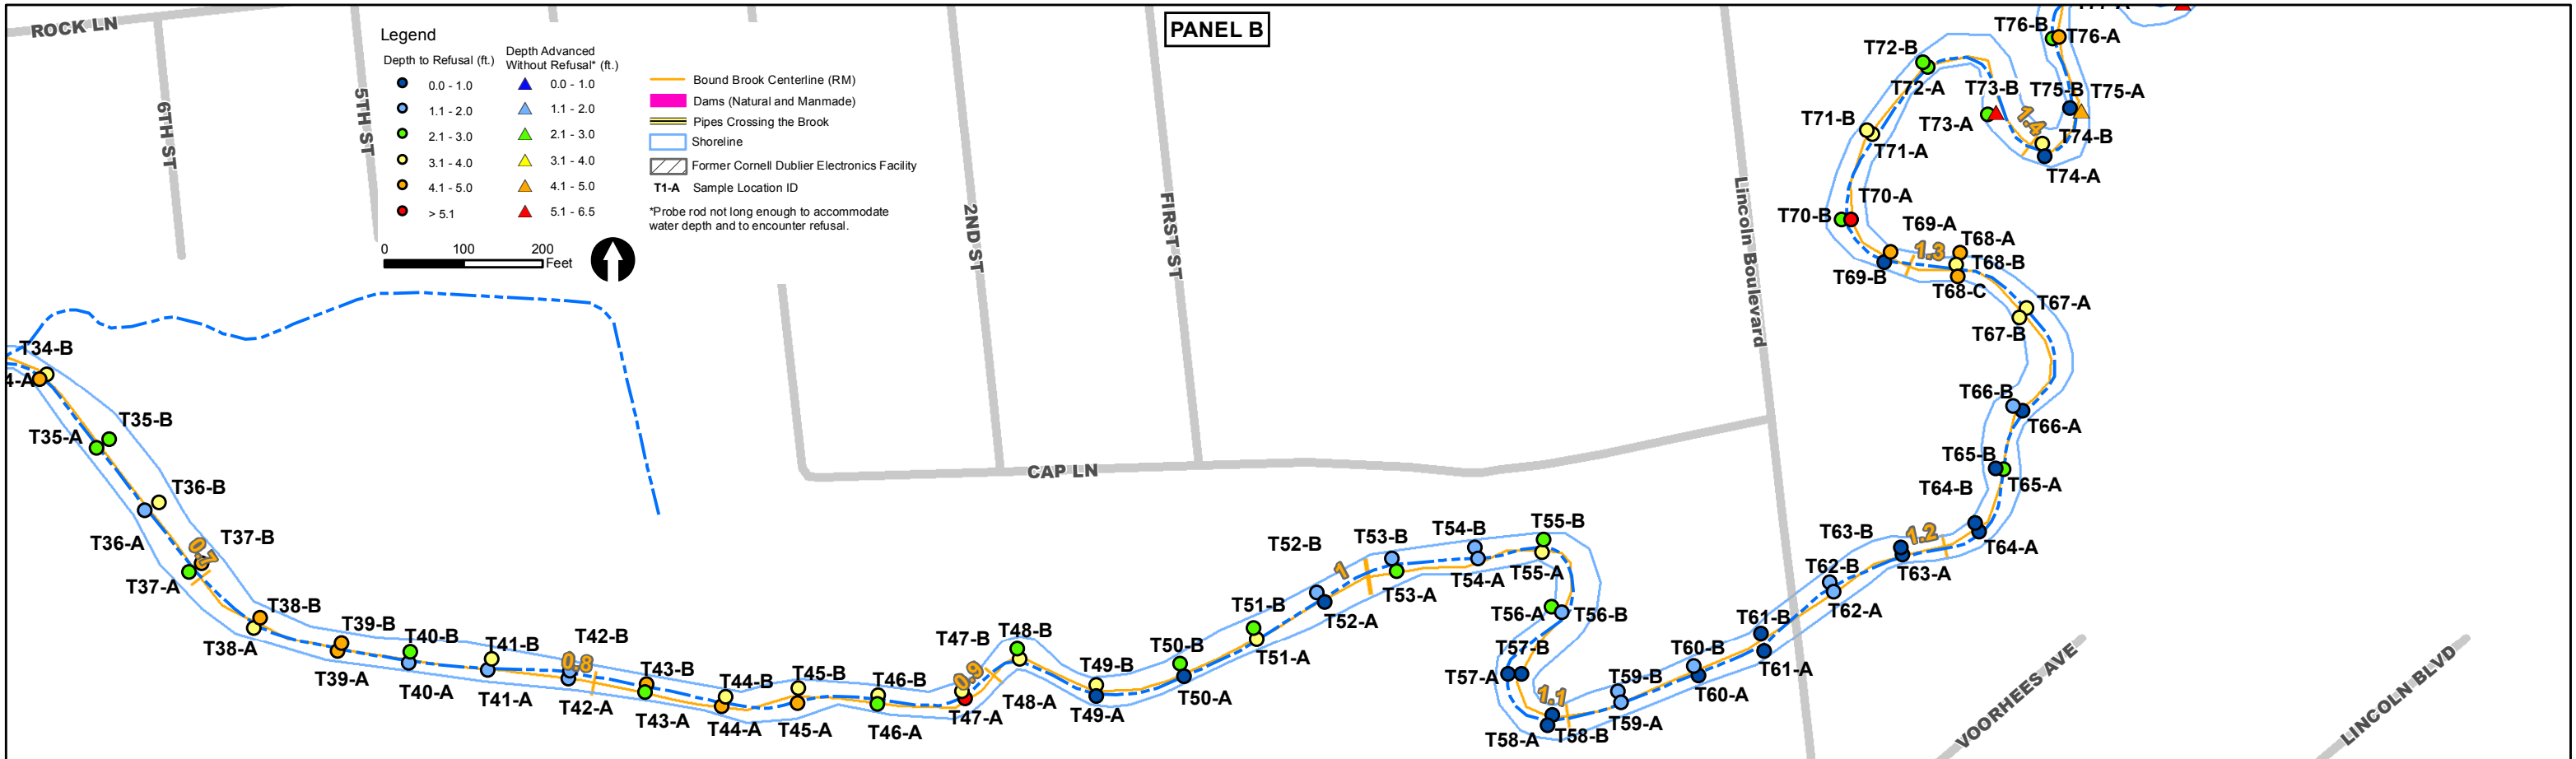 PANEL B
ROCK LN
6TH ST
5TH ST
2ND ST
FIRST ST
Lincoln Boulevard
CAP LN
VOORHEES AVE
LINCOLN BLVD
Legend
Depth to Refusal (ft.)
0.0 - 1.0
1.1 - 2.0
2.1 - 3.0
3.1 - 4.0
4.1 - 5.0
> 5.1
Depth Advanced
Without Refusal* (ft.)
0.0 - 1.0
1.1 - 2.0
2.1 - 3.0
3.1 - 4.0
4.1 - 5.0
5.1 - 6.5
Bound Brook Centerline (RM)
Dams (Natural and Manmade)
Pipes Crossing the Brook
Shoreline
Former Cornell Dublier Electronics Facility
T1-A Sample Location ID
*Probe rod not long enough to accommodate
water depth and to encounter refusal.
0 100 200
Feet
T34-B
4-A
T35-B
T35-A
T36-B
T36-A
T37-B
0.7
T37-A
T38-B
T38-A
T39-B
T39-A
T40-B
T40-A
T41-B
T41-A
T42-B
0.8
T42-A
T43-B
T43-A
T44-B
T44-A
T45-B
T45-A
T46-B
T46-A
T47-B
0.9
T47-A
T48-B
T48-A
T49-B
T49-A
T50-B
T50-A
T51-B
T51-A
T52-B
1
T52-A
T53-B
T53-A
T54-B
T54-A
T55-B
T55-A
T56-A
T56-B
T57-B
T57-A
1.1
T58-A
T58-B
T59-B
T59-A
T60-B
T60-A
T61-B
T61-A
T62-B
T62-A
T63-B
1.2
T63-A
T64-B
T64-A
T65-B
T65-A
T66-B
T66-A
T67-A
T67-B
T68-A
T68-B
T68-C
1.3
T69-A
T69-B
T70-A
T70-B
T71-B
T71-A
T72-B
T72-A
T73-B
T73-A
1.4
T74-B
T74-A
T75-B
T75-A
T76-B
T76-A